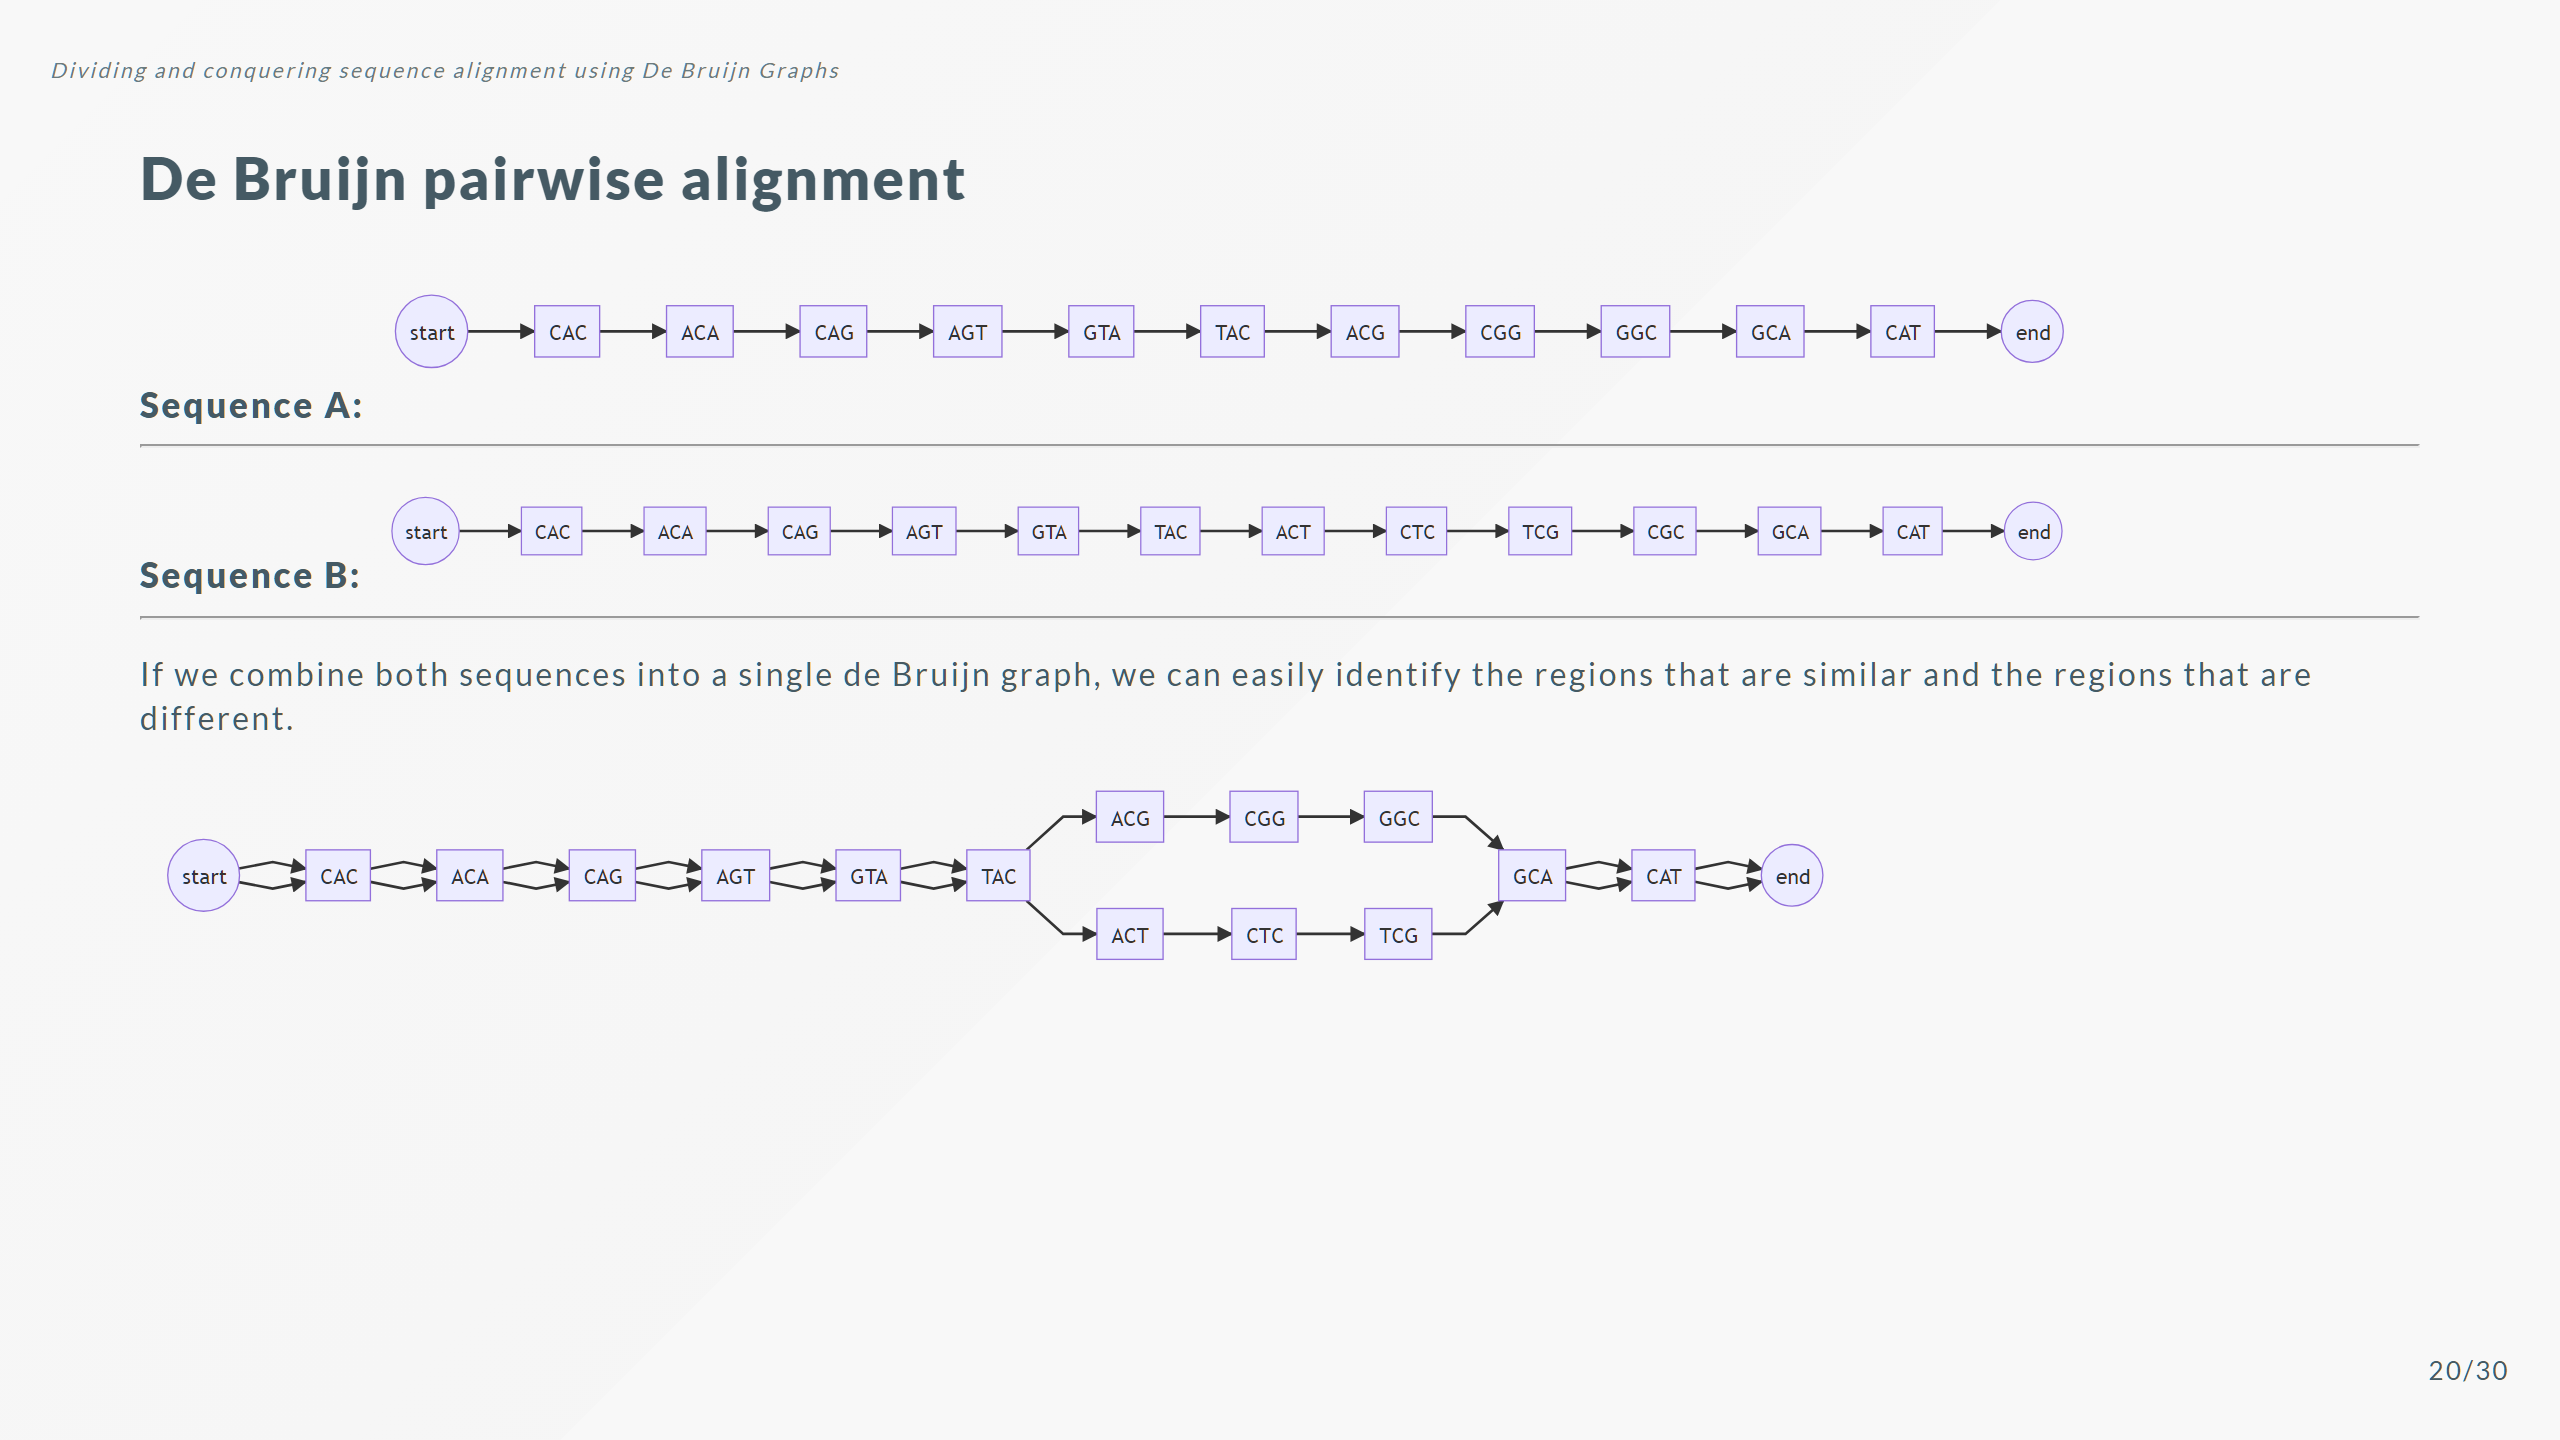 Dividing and conquering sequence alignment using De Bruijn Graphs
De Bruijn pairwise alignment
start CAC ACA CAG AGT GTA TAC ACG CGG GGC GCA CAT end
Sequence A:
start CAC ACA CAG AGT GTA TAC ACT CTC TCG CGC GCA CAT end
Sequence B:
If we combine both sequences into a single de Bruijn graph, we can easily identify the regions that are similar and the regions that are
different.
ACG CGG GGC
start CAC ACA CAG AGT GTA TAC GCA CAT end
ACT CTC TCG
20/30